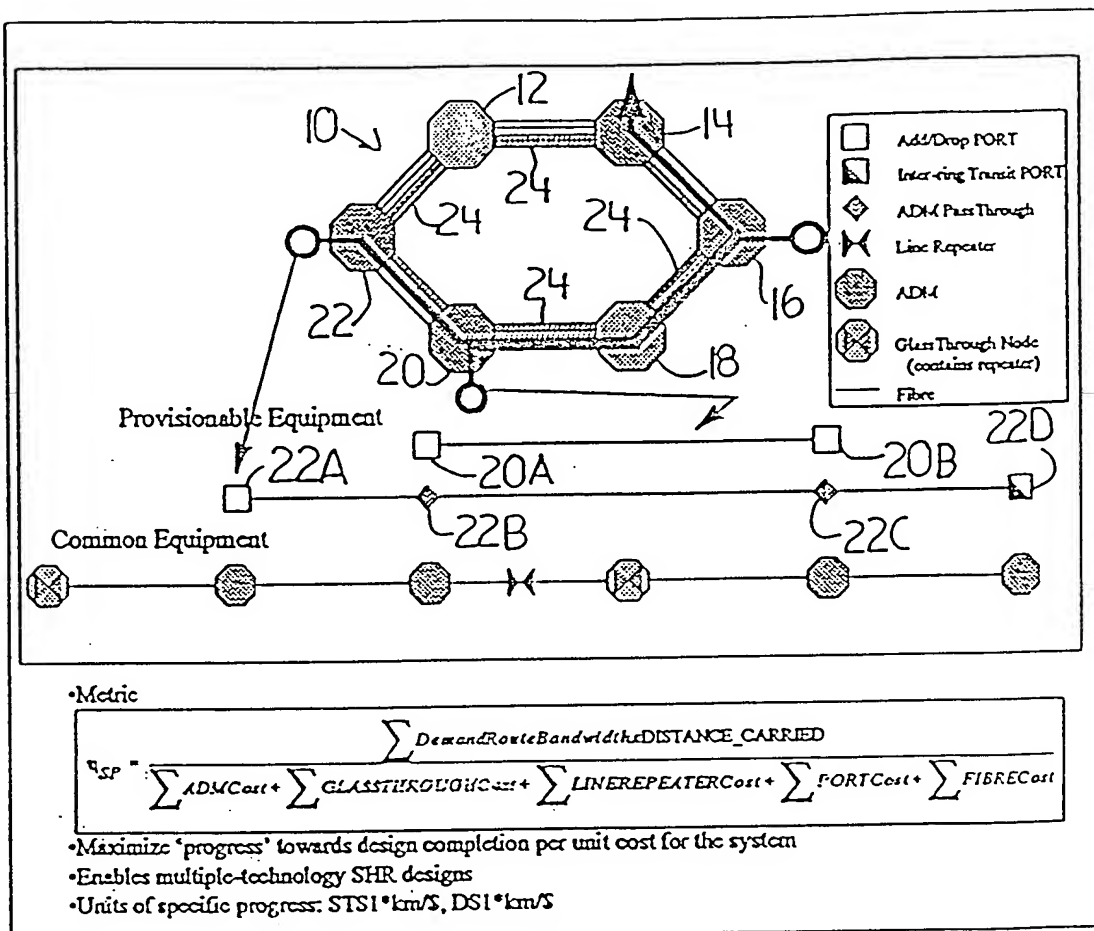 12
10
14
24
24
24
24
22
16
20
18
Add/Drop PORT
Inter-ring Transit PORT
ADM Pass Through
Line Repeater
ADM
Glass Through Node
(contains repeater)
Fibre
Provisionable Equipment
22D
22A
20A
20B
22B
22C
Common Equipment
•Metric
∑DemandRouteBandwidthxDISTANCE_CARRIED
SP =
∑ADMCost + ∑GLASSTHROUGHCost + ∑LINEREPEATERCost + ∑PORTCost + ∑FIBRECost
•Maximize 'progress' towards design completion per unit cost for the system
•Enables multiple-technology SHR designs
•Units of specific progress: STS1*km/$, DS1*km/$